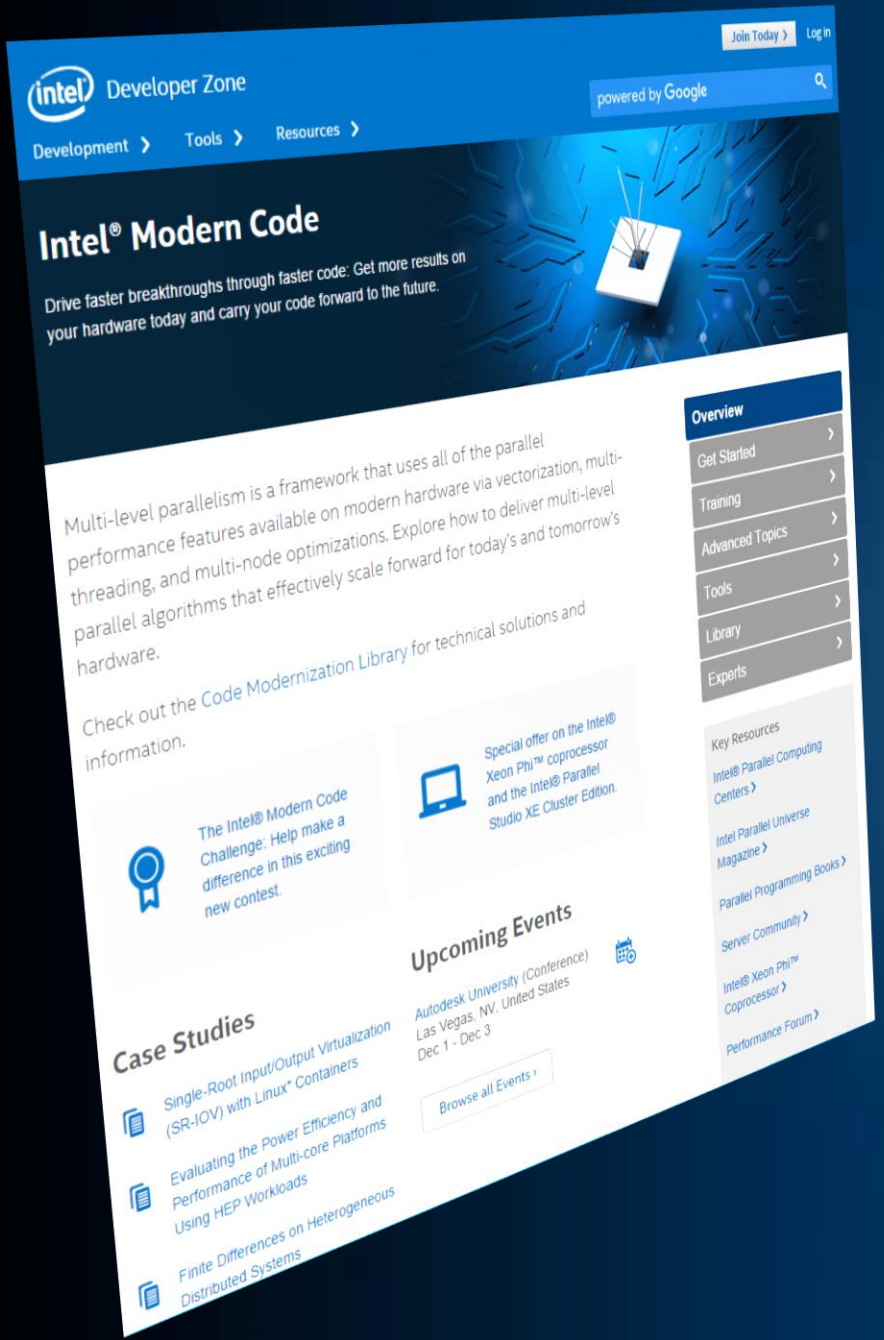 Join Today › Log in
intel Developer Zone
powered by Google
Development › Tools › Resources ›
Intel® Modern Code
Drive faster breakthroughs through faster code: Get more results on
your hardware today and carry your code forward to the future.
Multi-level parallelism is a framework that uses all of the parallel
performance features available on modern hardware via vectorization, multi-
threading, and multi-node optimizations. Explore how to deliver multi-level
parallel algorithms that effectively scale forward for today's and tomorrow's
hardware.
Check out the Code Modernization Library for technical solutions and
information.
The Intel® Modern Code
Challenge: Help make a
difference in this exciting
new contest.
Special offer on the Intel®
Xeon Phi™ coprocessor
and the Intel® Parallel
Studio XE Cluster Edition.
Case Studies
Single-Root Input/Output Virtualization
(SR-IOV) with Linux* Containers
Evaluating the Power Efficiency and
Performance of Multi-core Platforms
Using HEP Workloads
Finite Differences on Heterogeneous
Distributed Systems
Upcoming Events
Autodesk University (Conference)
Las Vegas, NV, United States
Dec 1 - Dec 3
Browse all Events ›
Overview
Get Started ›
Training ›
Advanced Topics ›
Tools ›
Library ›
Experts ›
Key Resources
Intel® Parallel Computing
Centers ›
Intel Parallel Universe
Magazine ›
Parallel Programming Books ›
Server Community ›
Intel® Xeon Phi™
Coprocessor ›
Performance Forum ›